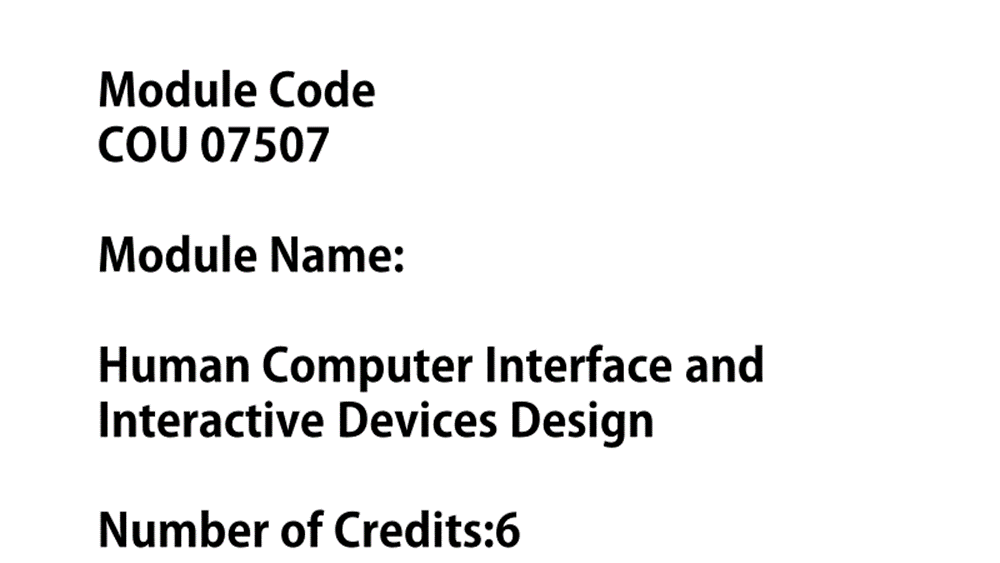 Module Code
COU 07507
Module Name:
Human Computer Interface and
Interactive Devices Design
Number of Credits:6